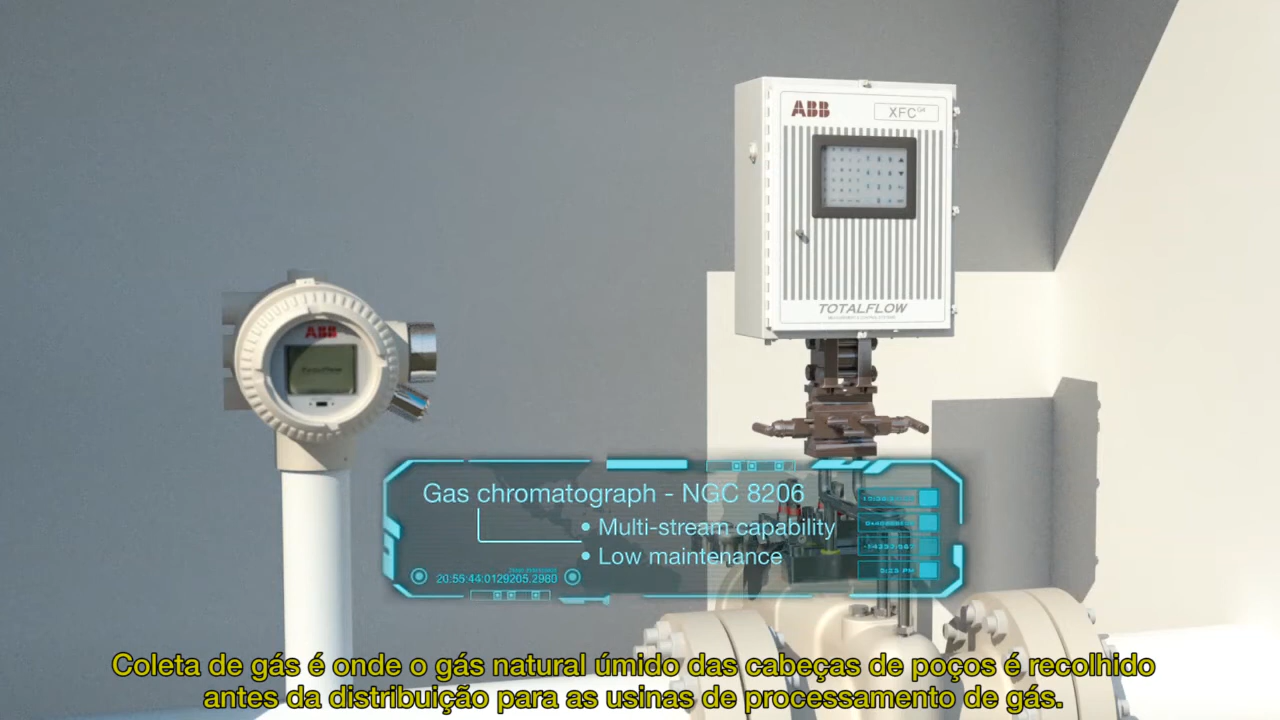 ABB
XFC G4
TOTALFLOW
ABB
Gas chromatograph - NGC 8206
• Multi-stream capability
• Low maintenance
20:55:44:0129205.2980
Coleta de gás é onde o gás natural úmido das cabeças de poços é recolhido
antes da distribuição para as usinas de processamento de gás.